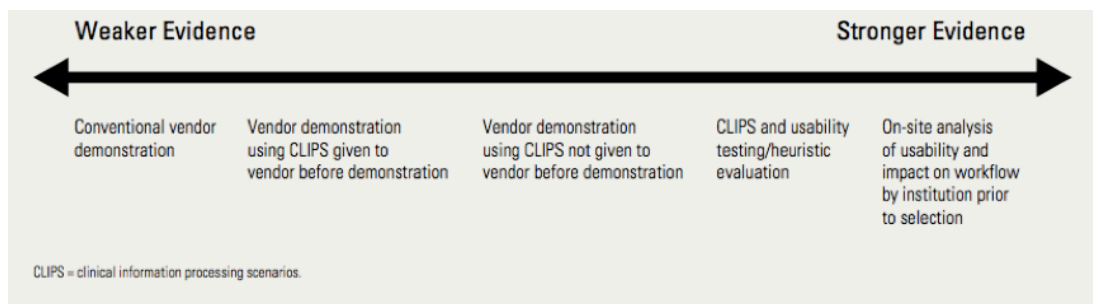 Weaker Evidence
Stronger Evidence
Conventional vendor
demonstration
Vendor demonstration
using CLIPS given to
vendor before demonstration
Vendor demonstration
using CLIPS not given to
vendor before demonstration
CLIPS and usability
testing/heuristic
evaluation
On-site analysis
of usability and
impact on workflow
by institution prior
to selection
CLIPS = clinical information processing scenarios.